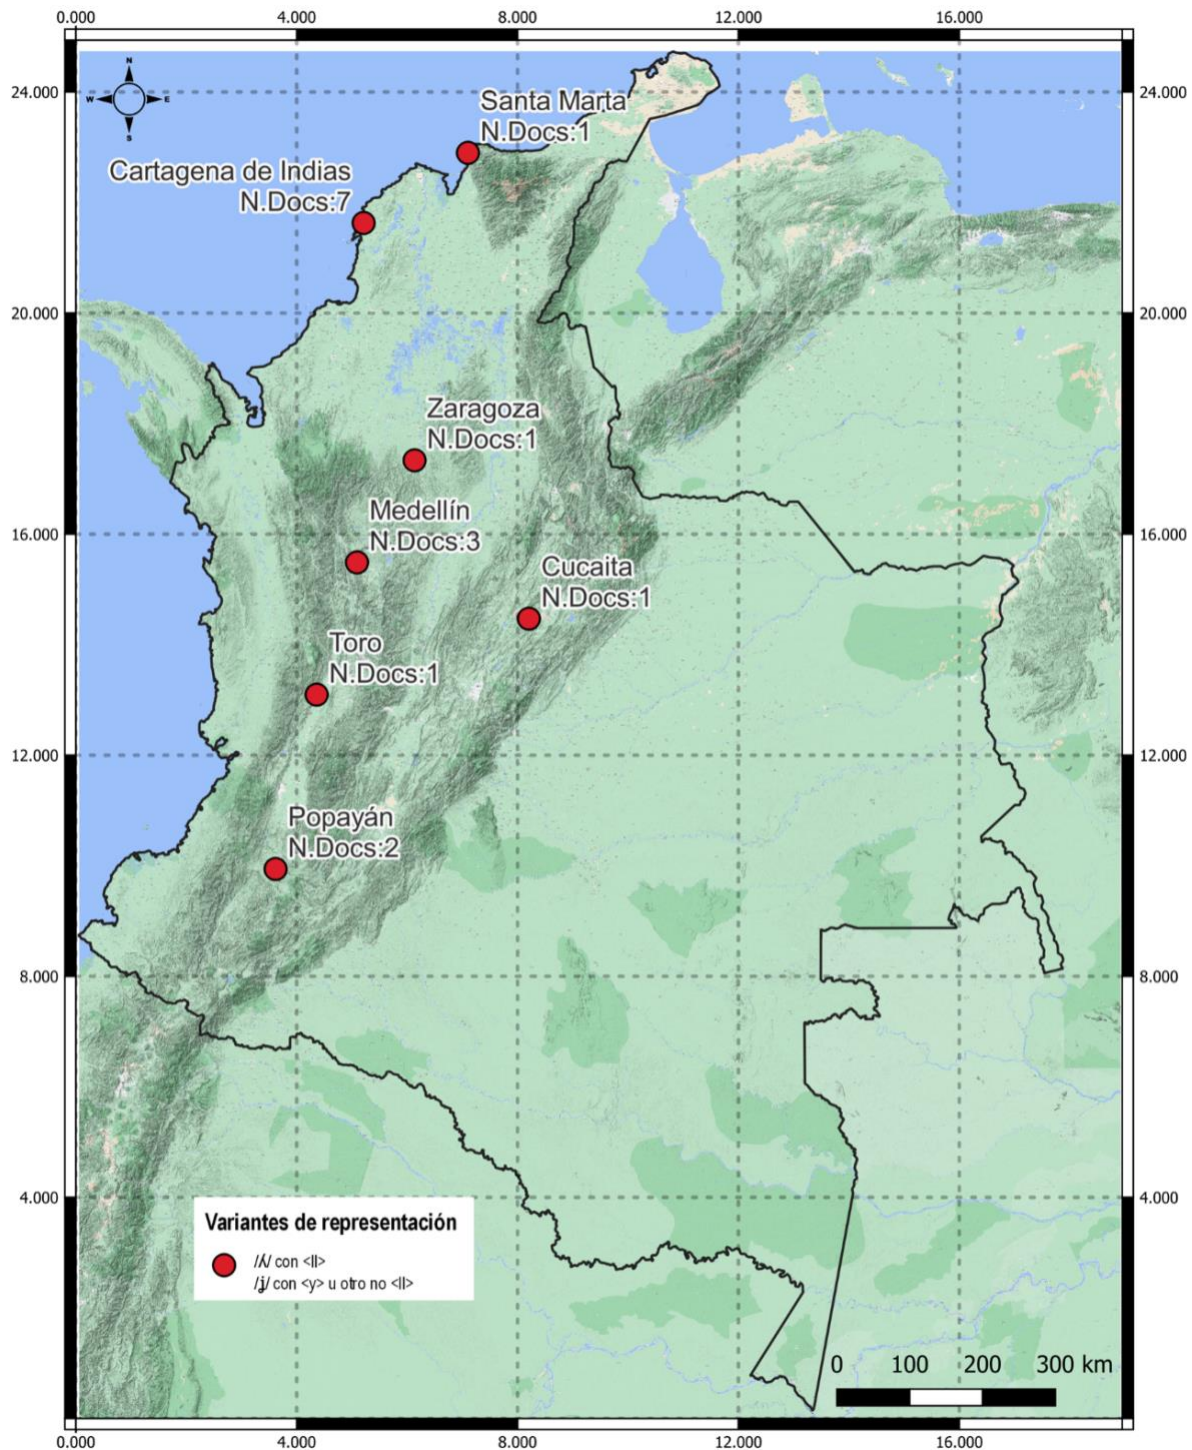 0.000 4.000 8.000 12.000 16.000
N
W E
S
24.000 24.000
Santa Marta
N.Docs:1
Cartagena de Indias
N.Docs:7
20.000 20.000
Zaragoza
N.Docs:1
Medellín
N.Docs:3
16.000 16.000
Cucaita
N.Docs:1
Toro
N.Docs:1
12.000 12.000
Popayán
N.Docs:2
8.000 8.000
4.000 4.000
Variantes de representación
/ʎ/ con <ll>
/ʝ/ con <y> u otro no <ll>
0 100 200 300 km
0.000 4.000 8.000 12.000 16.000